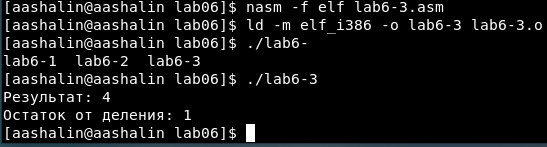 [aashalin@aashalin lab06]$ nasm -f elf lab6-3.asm
[aashalin@aashalin lab06]$ ld -m elf_i386 -o lab6-3 lab6-3.o
[aashalin@aashalin lab06]$ ./lab6-
lab6-1  lab6-2  lab6-3
[aashalin@aashalin lab06]$ ./lab6-3
Результат: 4
Остаток от деления: 1
[aashalin@aashalin lab06]$